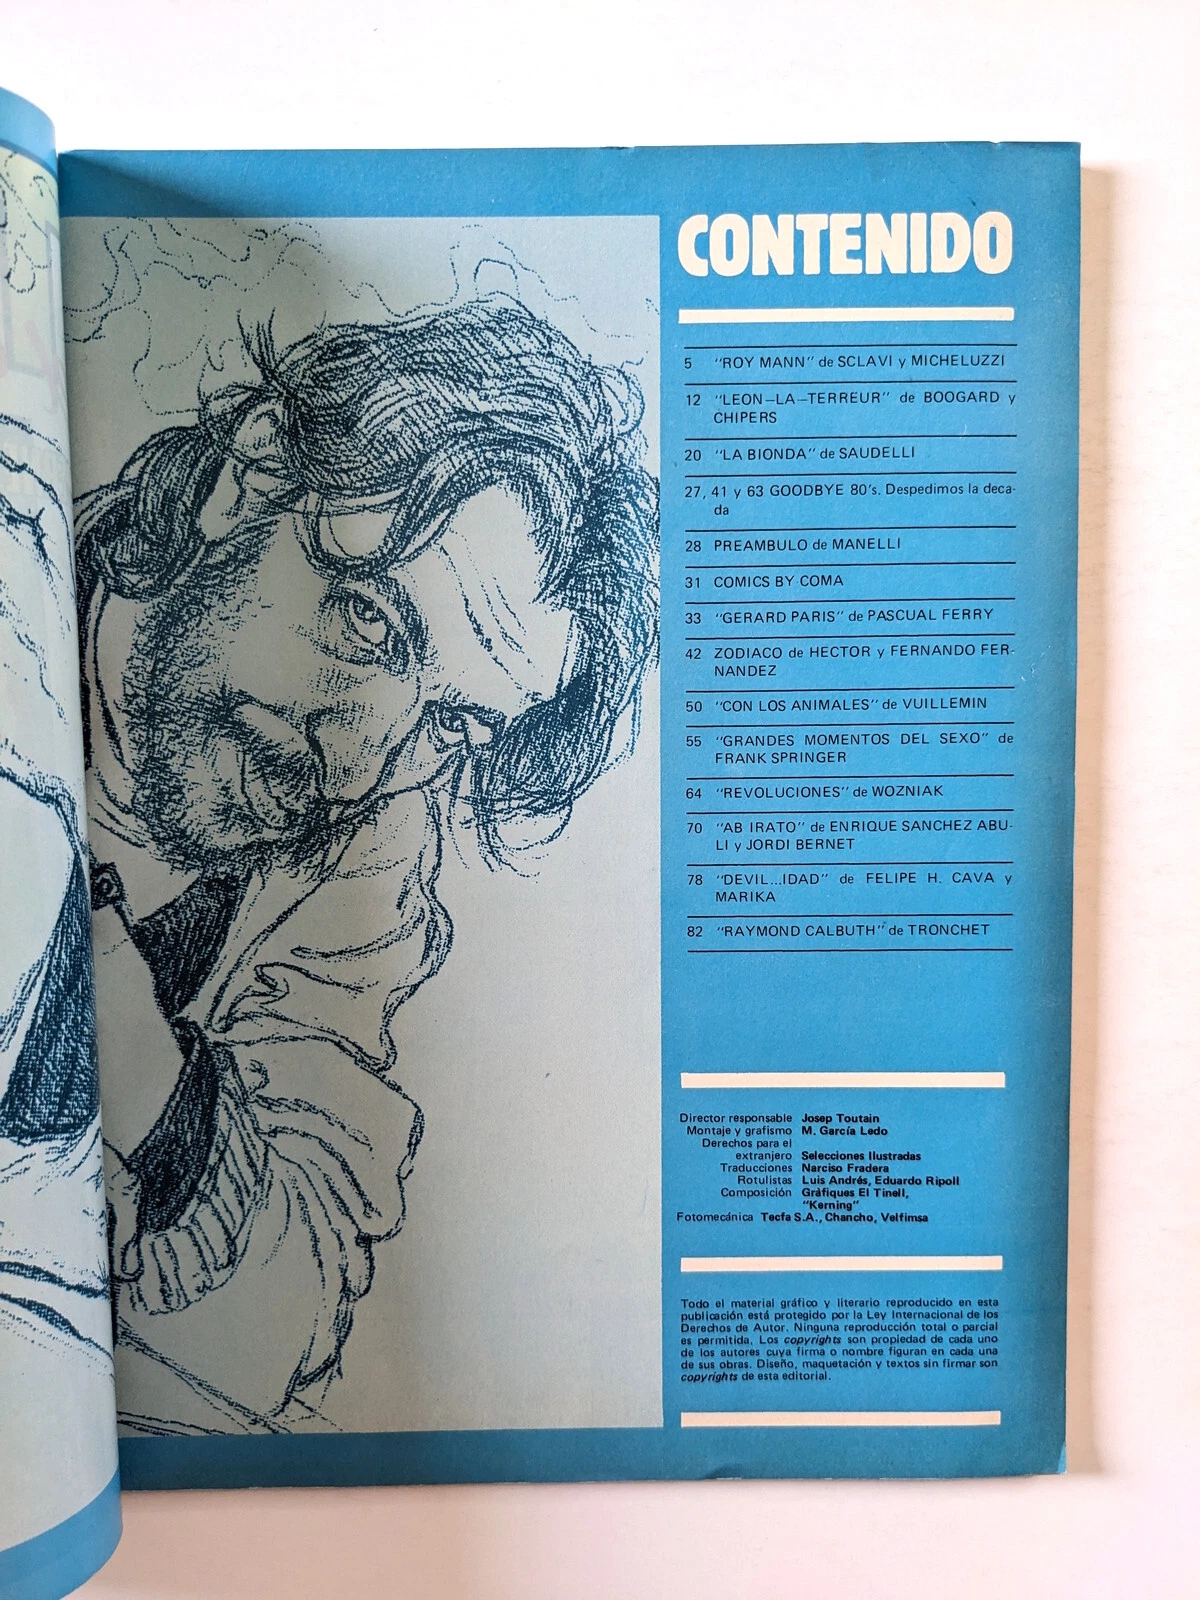 CONTENIDO
5 "ROY MANN" de SCLAVI y MICHELUZZI
12 "LEON–LA–TERREUR" de BOOGARD y
CHIPERS
20 "LA BIONDA" de SAUDELLI
27, 41 y 63 GOODBYE 80's. Despedimos la deca-
da
28 PREAMBULO de MANELLI
31 COMICS BY COMA
33 "GERARD PARIS" de PASCUAL FERRY
42 ZODIACO de HECTOR y FERNANDO FER-
NANDEZ
50 "CON LOS ANIMALES" de VUILLEMIN
55 "GRANDES MOMENTOS DEL SEXO" de
FRANK SPRINGER
64 "REVOLUCIONES" de WOZNIAK
70 "AB IRATO" de ENRIQUE SANCHEZ ABU-
LI y JORDI BERNET
78 "DEVIL...IDAD" de FELIPE H. CAVA y
MARIKA
82 "RAYMOND CALBUTH" de TRONCHET
Director responsable Josep Toutain
Montaje y grafismo M. García Ledo
Derechos para el
extranjero Selecciones Ilustradas
Traducciones Narciso Fradera
Rotulistas Luis Andrés, Eduardo Ripoll
Composición Gràfiques El Tinell,
"Kerning"
Fotomecánica Tecfa S.A., Chancho, Velfimsa
Todo el material gráfico y literario reproducido en esta
publicación está protegido por la Ley Internacional de los
Derechos de Autor. Ninguna reproducción total o parcial
es permitida. Los copyrights son propiedad de cada uno
de los autores cuya firma o nombre figuran en cada una
de sus obras. Diseño, maquetación y textos sin firmar son
copyrights de esta editorial.